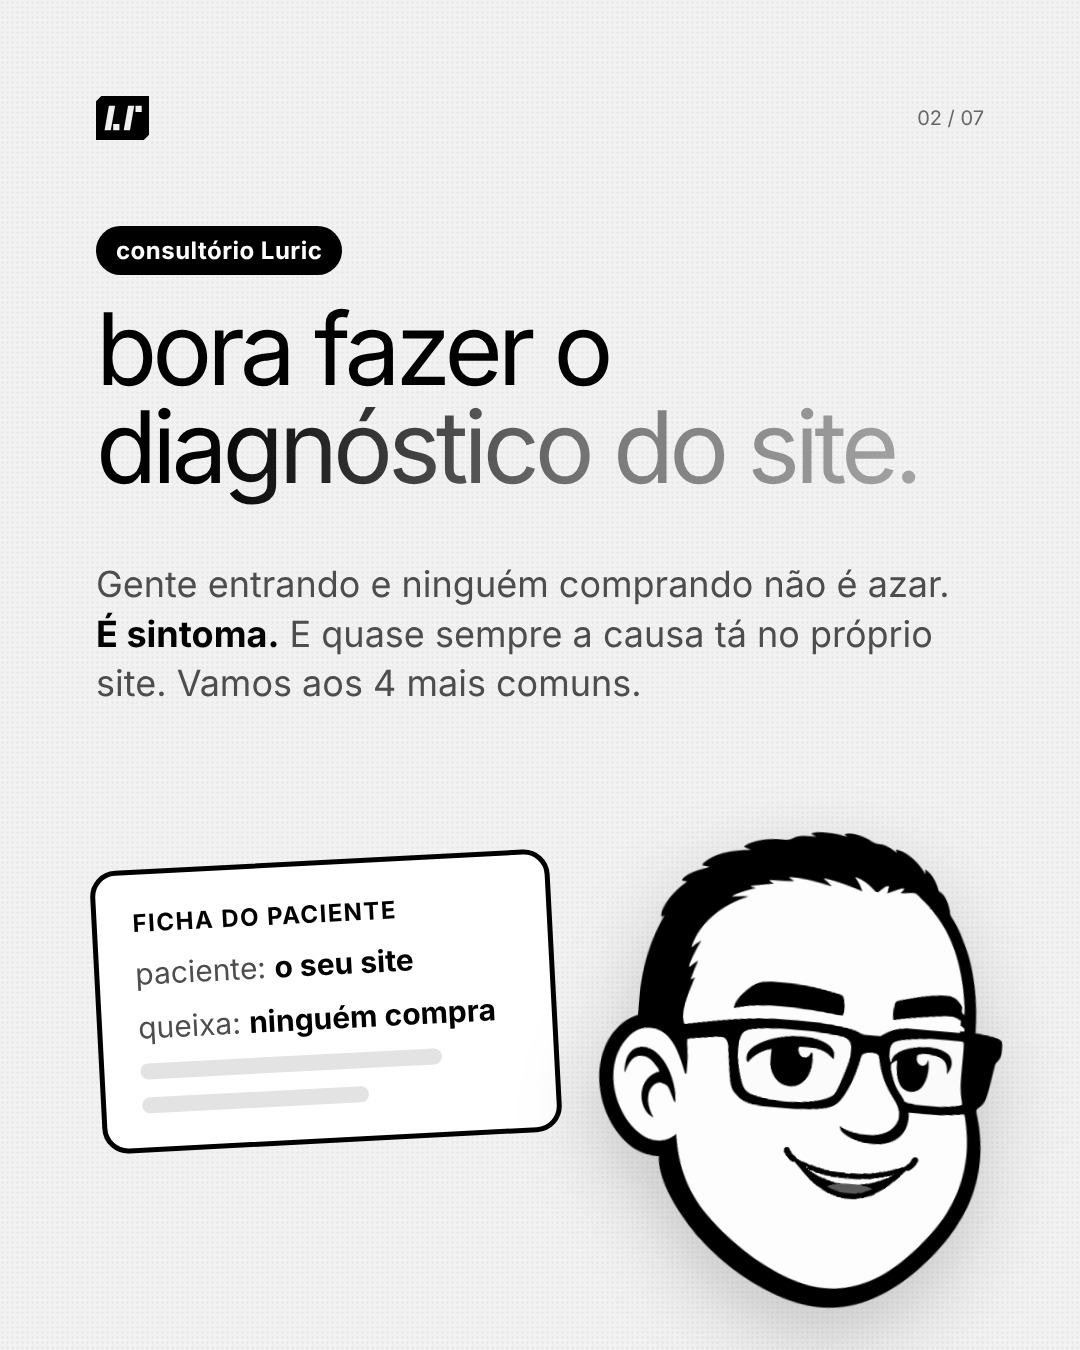 Lr
02 / 07
consultório Luric
bora fazer o
diagnóstico do site.
Gente entrando e ninguém comprando não é azar.
É sintoma. E quase sempre a causa tá no próprio
site. Vamos aos 4 mais comuns.
FICHA DO PACIENTE
paciente: o seu site
queixa: ninguém compra